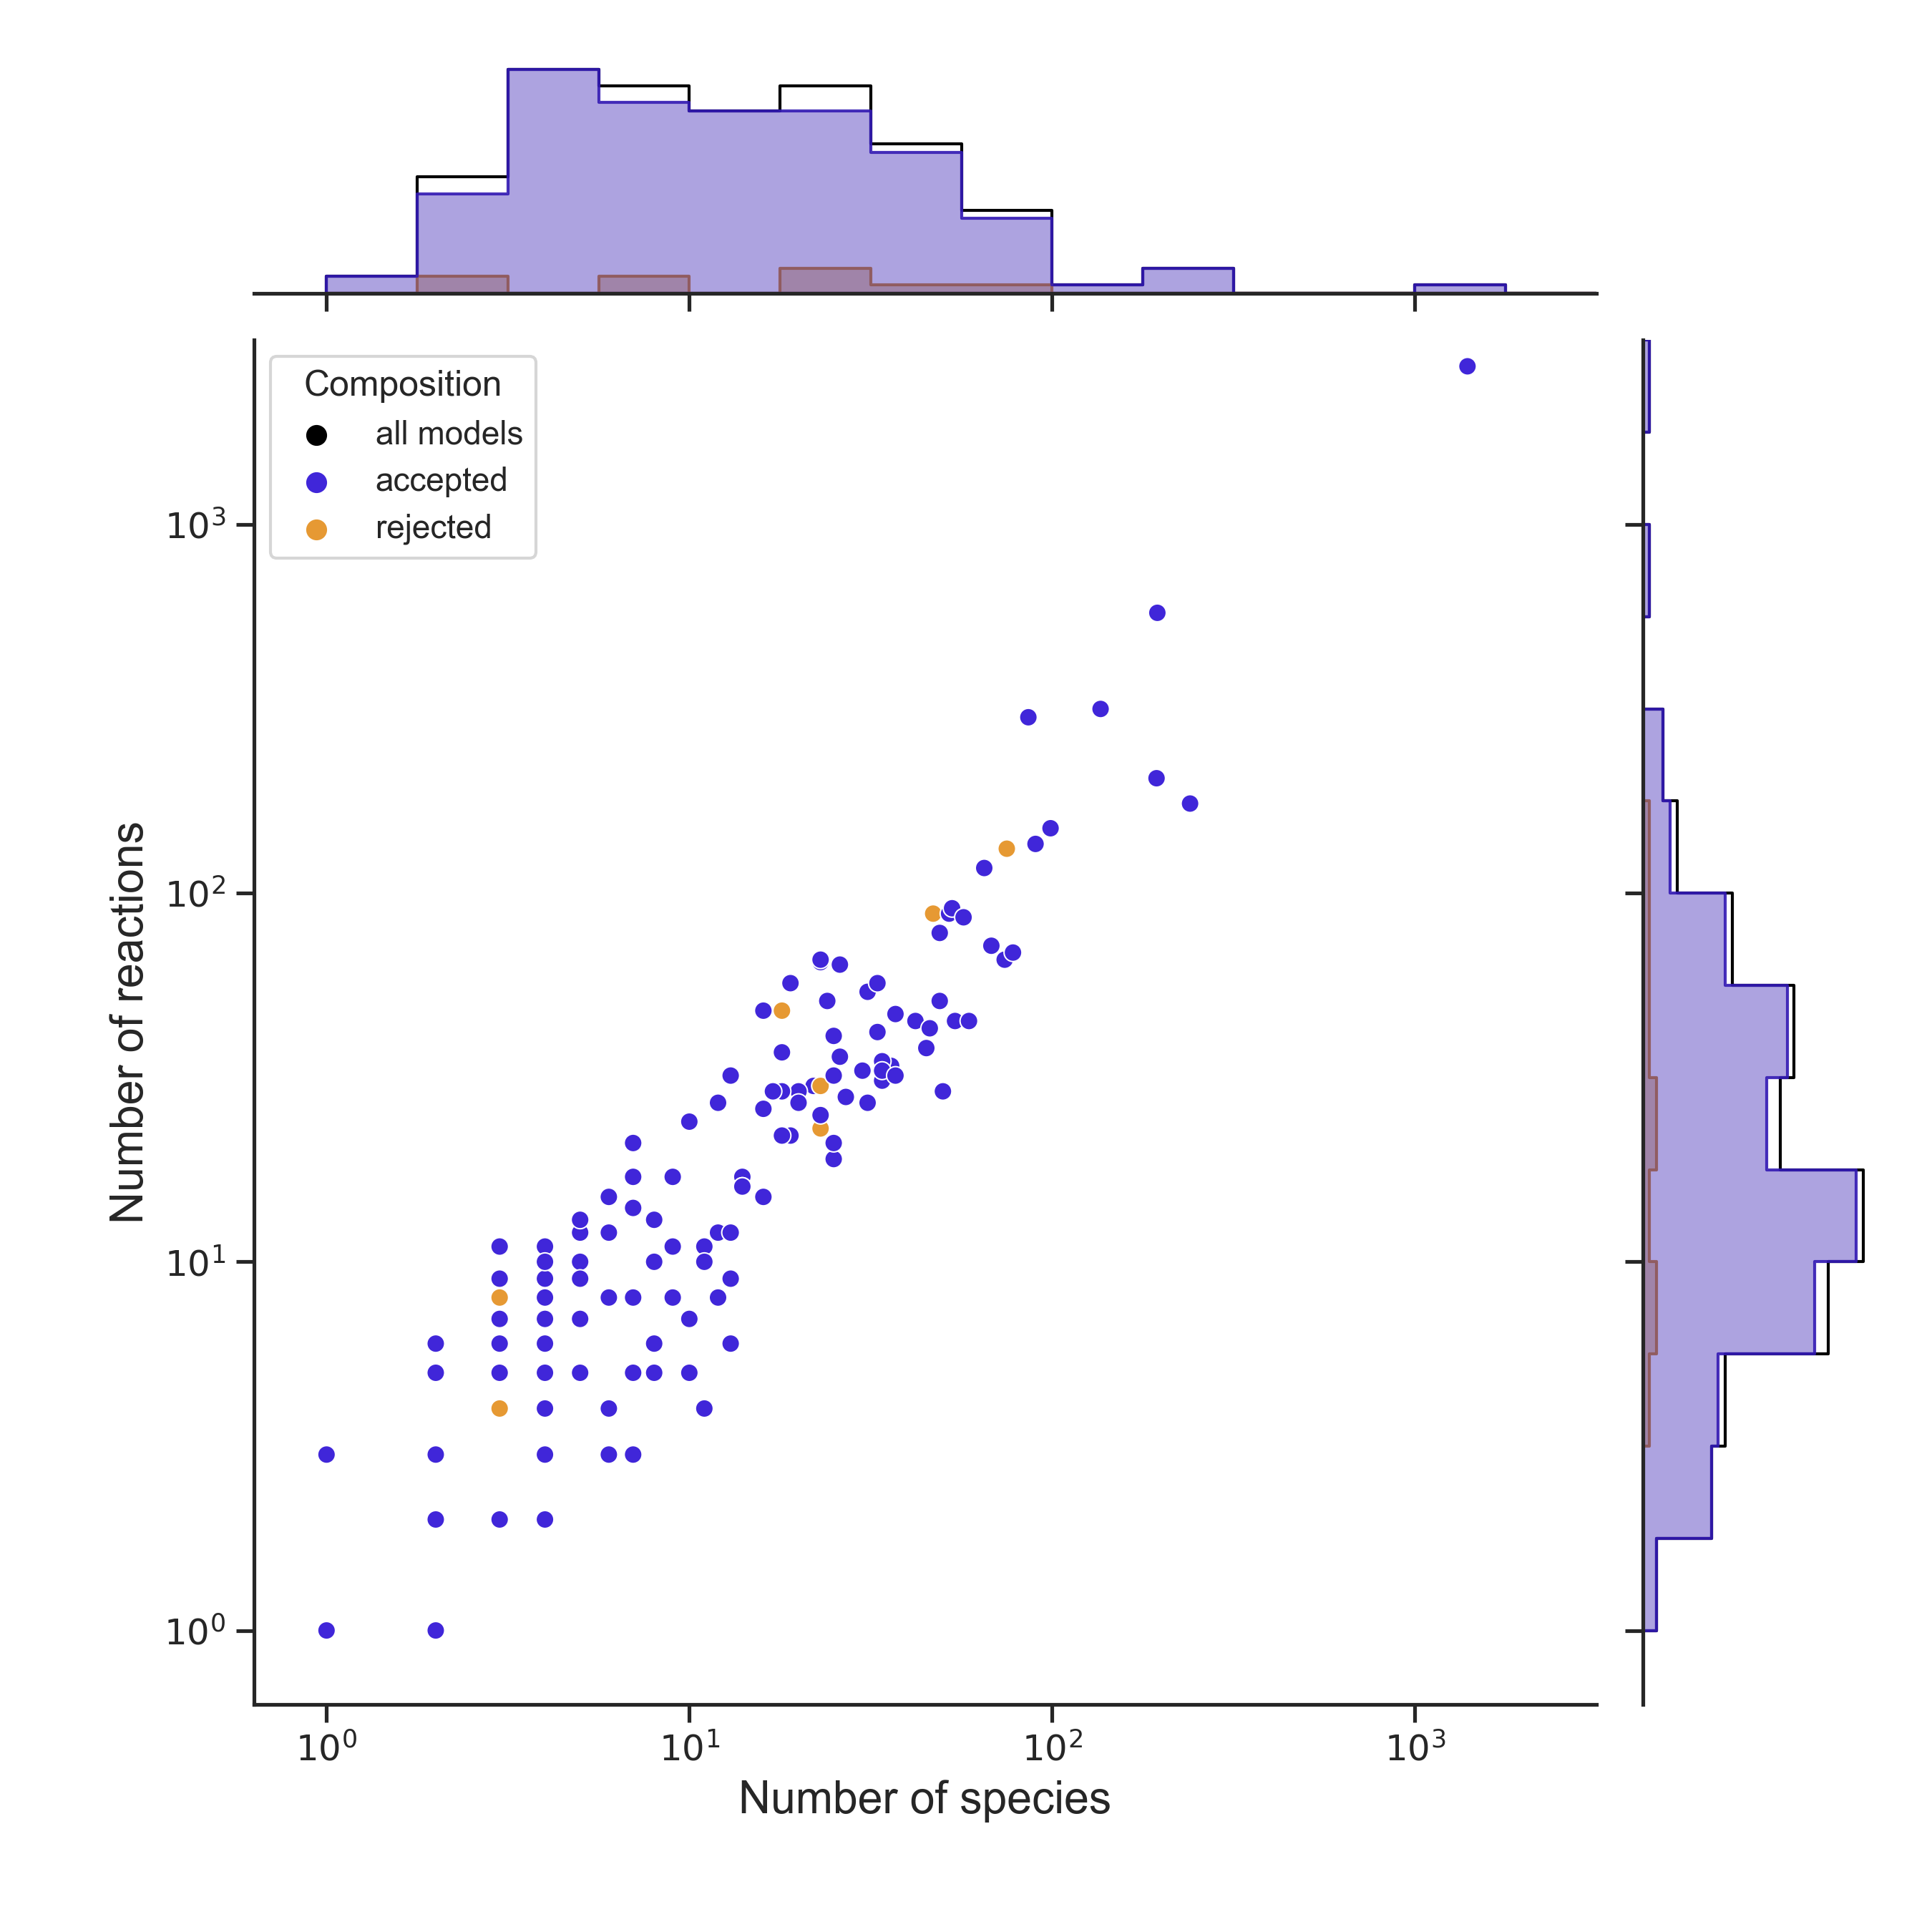 Composition
all models
accepted
rejected
Number of reactions
10³
10²
10¹
10⁰
10⁰ 10¹ 10² 10³
Number of species